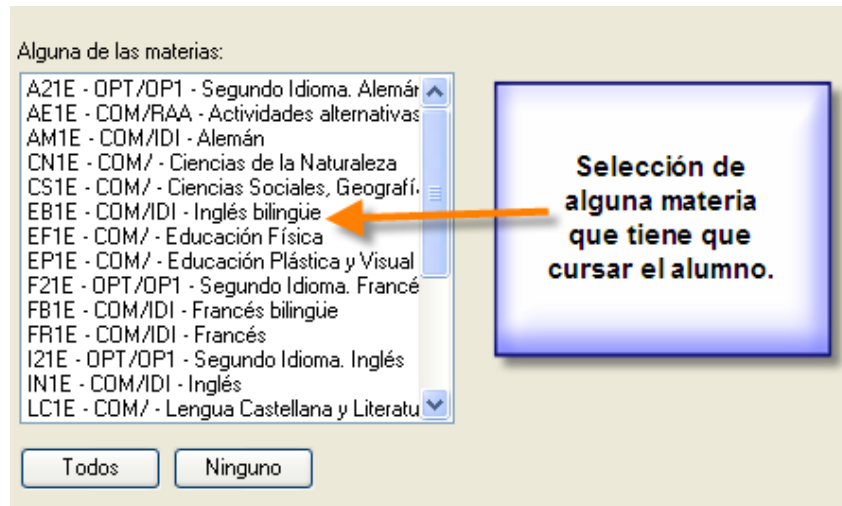 Alguna de las materias:
A21E - OPT/OP1 - Segundo Idioma. Alemár
AE1E - COM/RAA - Actividades alternativas
AM1E - COM/IDI - Alemán
CN1E - COM/ - Ciencias de la Naturaleza
CS1E - COM/ - Ciencias Sociales, Geografí
EB1E - COM/IDI - Inglés bilingüe
EF1E - COM/ - Educación Física
EP1E - COM/ - Educación Plástica y Visual
F21E - OPT/OP1 - Segundo Idioma. Francé
FB1E - COM/IDI - Francés bilingüe
FR1E - COM/IDI - Francés
I21E - OPT/OP1 - Segundo Idioma. Inglés
IN1E - COM/IDI - Inglés
LC1E - COM/ - Lengua Castellana y Literatu
Todos
Ninguno
Selección de
alguna materia
que tiene que
cursar el alumno.